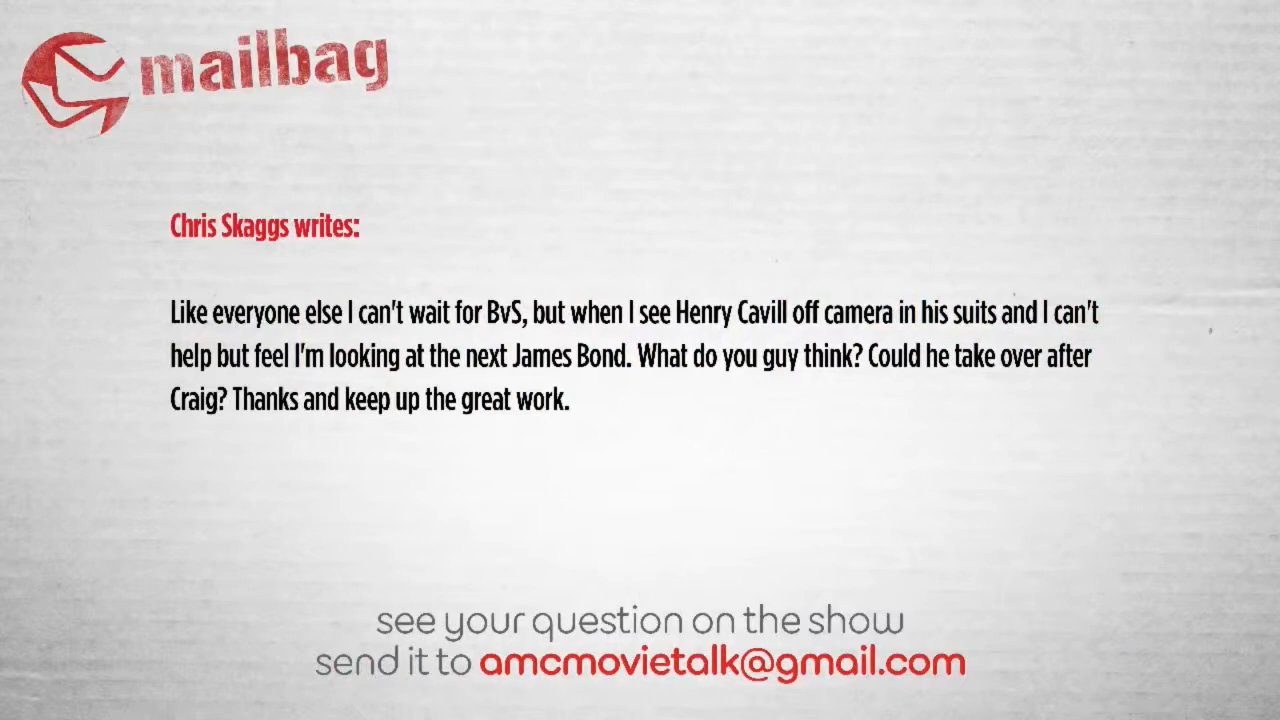 mailbag
Chris Skaggs writes:
Like everyone else I can't wait for BvS, but when I see Henry Cavill off camera in his suits and I can't
help but feel I'm looking at the next James Bond. What do you guy think? Could he take over after
Craig? Thanks and keep up the great work.
see your question on the show
send it to amcmovietalk@gmail.com